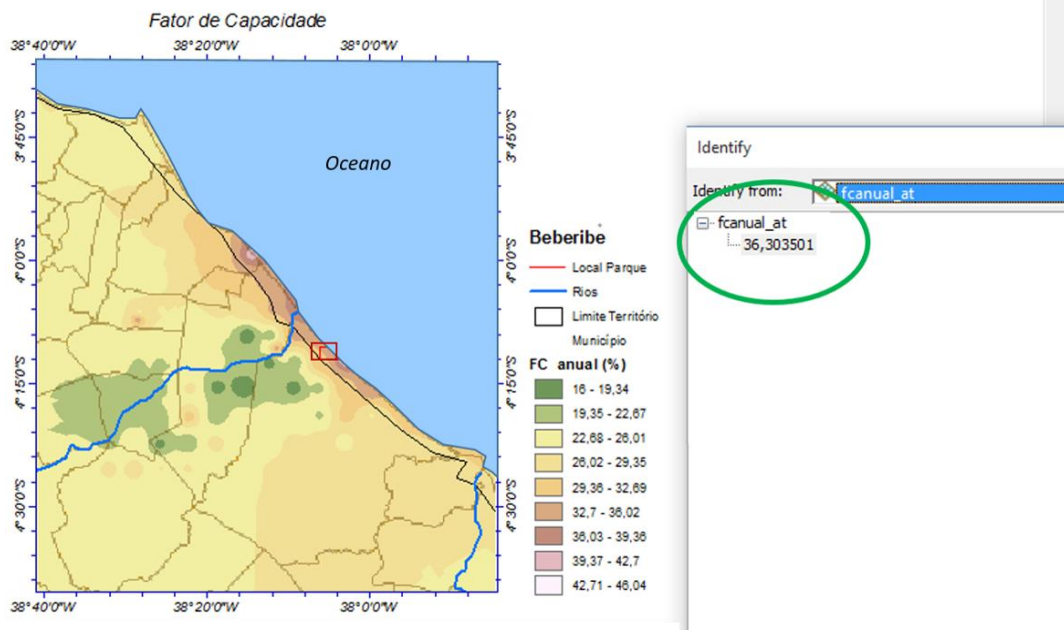 Fator de Capacidade
38°40'0"W 38°20'0"W 38°0'0"W
3°45'0"S
3°45'0"S
Oceano
4°0'0"S
4°0'0"S
4°15'0"S
4°15'0"S
4°30'0"S
4°30'0"S
38°40'0"W 38°20'0"W 38°0'0"W
Beberibe
Local Parque
Rios
Limite Território
Município
FC anual (%)
16 - 19,34
19,35 - 22,67
22,68 - 26,01
26,02 - 29,35
29,36 - 32,69
32,7 - 36,02
36,03 - 39,36
39,37 - 42,7
42,71 - 46,04
Identify
Identify from: fcanual_at
fcanual_at
36,303501